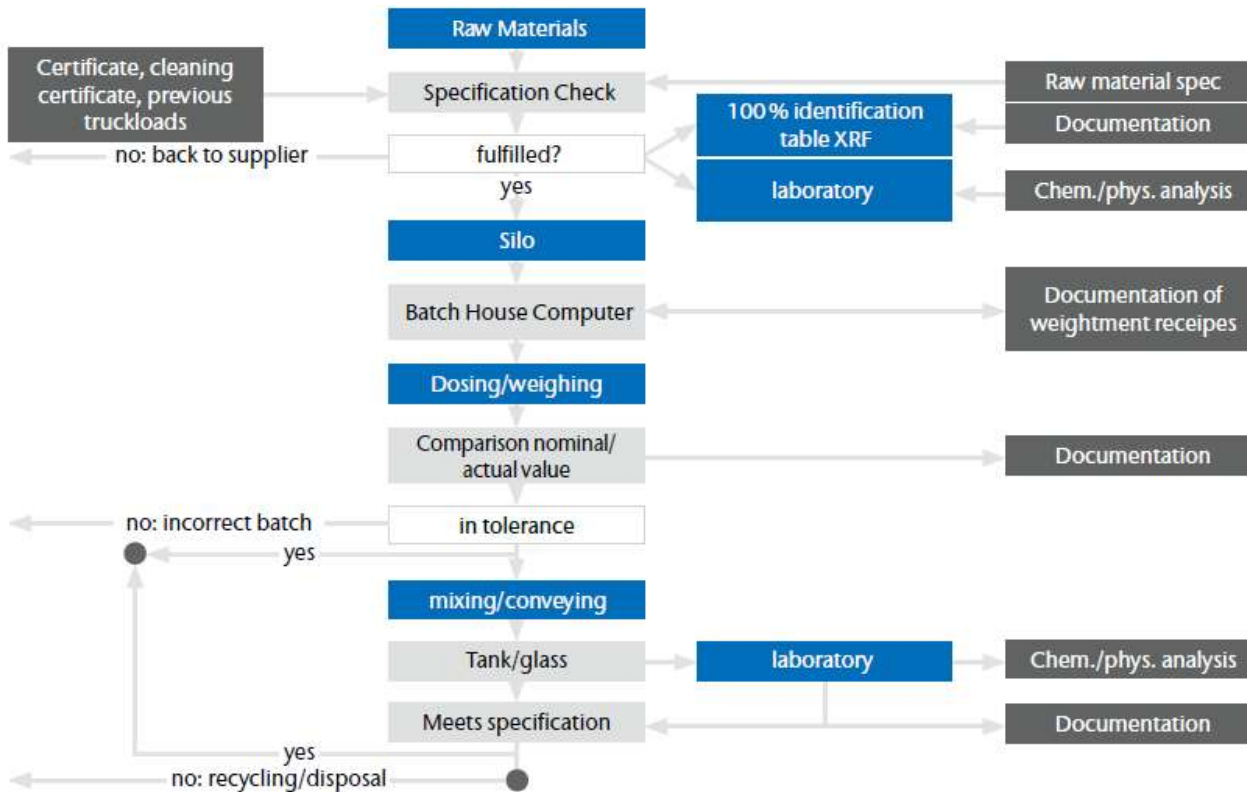 Raw Materials
Certificate, cleaning
certificate, previous
truckloads
Specification Check
Raw material spec
100 % identification
table XRF
Documentation
no: back to supplier
fulfilled?
yes
laboratory
Chem./phys. analysis
Silo
Batch House Computer
Documentation of
weightment receipes
Dosing/weighing
Comparison nominal/
actual value
Documentation
no: incorrect batch
in tolerance
yes
mixing/conveying
Tank/glass
laboratory
Chem./phys. analysis
Meets specification
Documentation
yes
no: recycling/disposal